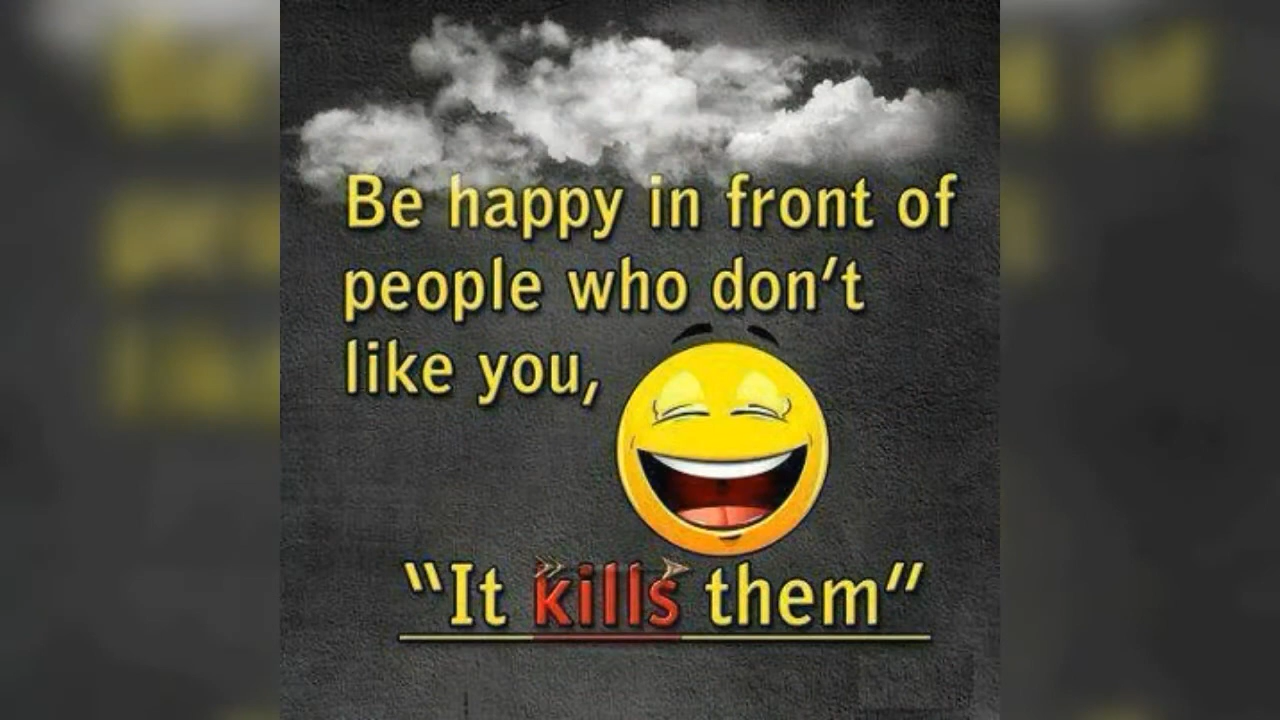 Be happy in front of
people who don't
like you,
"It kills them"